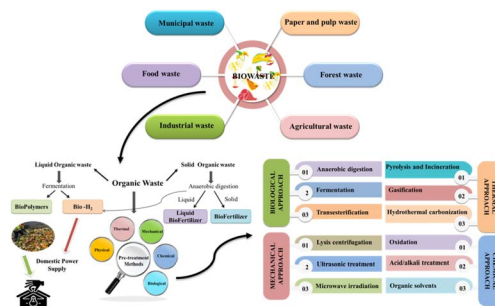 Municipal waste
Paper and pulp waste
Food waste
BIOWASTE
Forest waste
Industrial waste
Agricultural waste
Liquid Organic waste
Solid Organic waste
Fermentation
Organic Waste
Anaerobic digestion
BioPolymers
Bio -H₂
Liquid
Solid
Liquid
BioFertilizer
BioFertilizer
Thermal
Mechanical
Physical
Chemical
Biological
Pre-treatment
Methods
Domestic Power
Supply
BIOLOGICAL
APPROACH
01 Anaerobic digestion
2 Fermentation
03 Transesterification
Pyrolysis and Incineration 01
Gasification 02
Hydrothermal carbonization 03
APPROACH
MECHANICAL
APPROACH
01 Lysis centrifugation
2 Ultrasonic treatment
03 Microwave irradiation
Oxidation 01
Acid/alkali treatment 02
Organic solvents 03